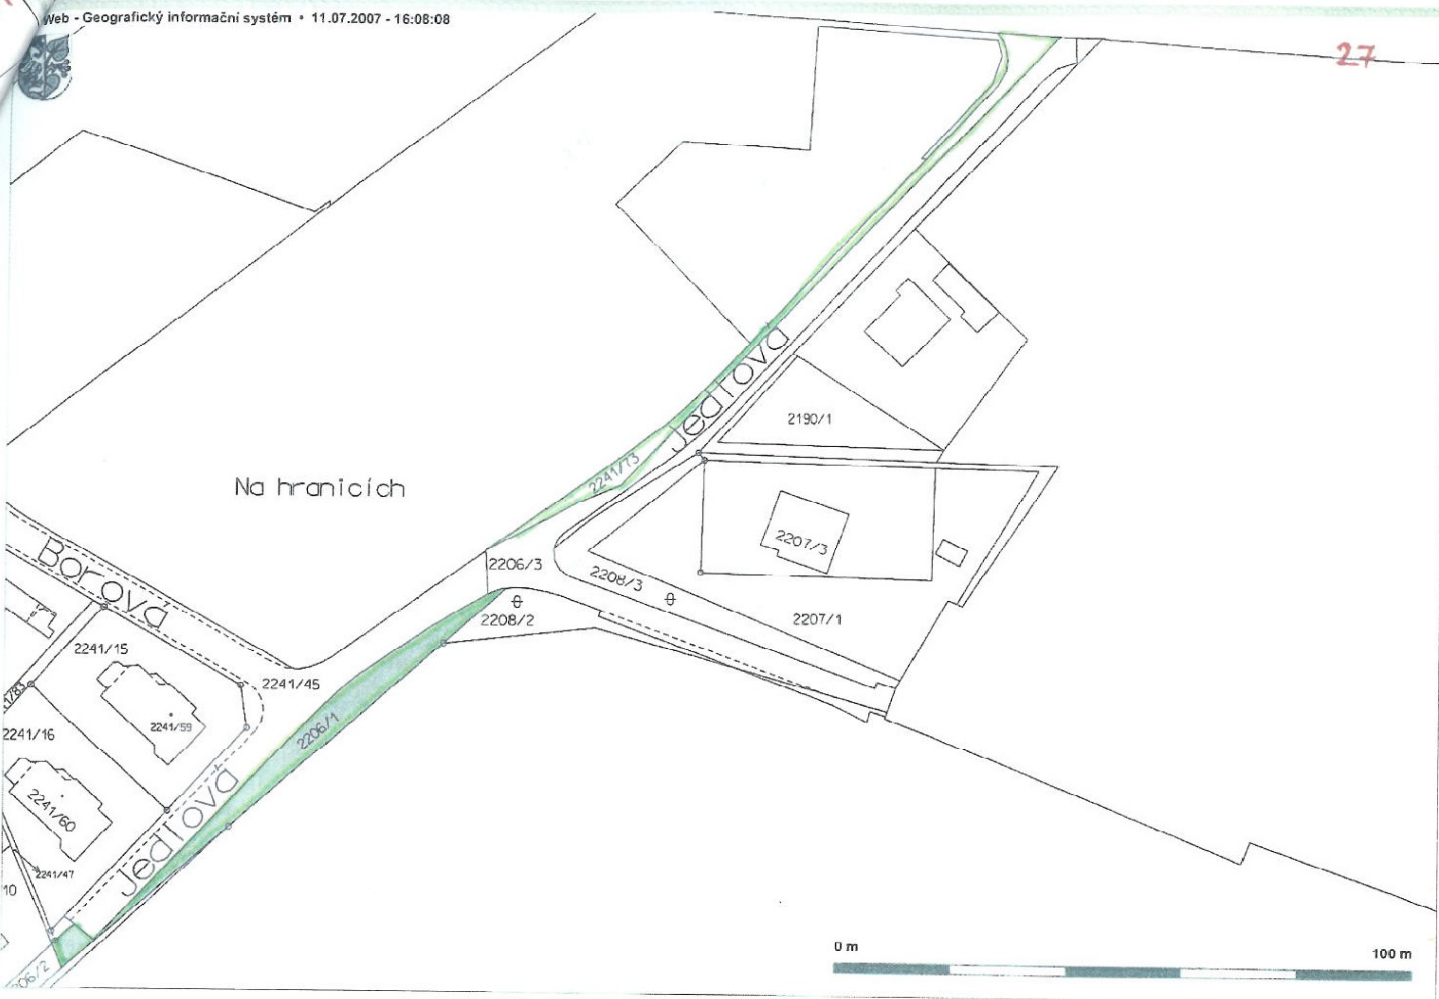 Web - Geografický informační systém • 11.07.2007 - 16:08:08
27
Jedlová
2190/1
2241/73
Na hranicích
2207/3
2206/3
2208/3
Borová
2208/2
2207/1
2241/15
2241/45
2241/59
2206/1
2241/16
2241/60
Jedlová
2241/47
10
0 m
100 m